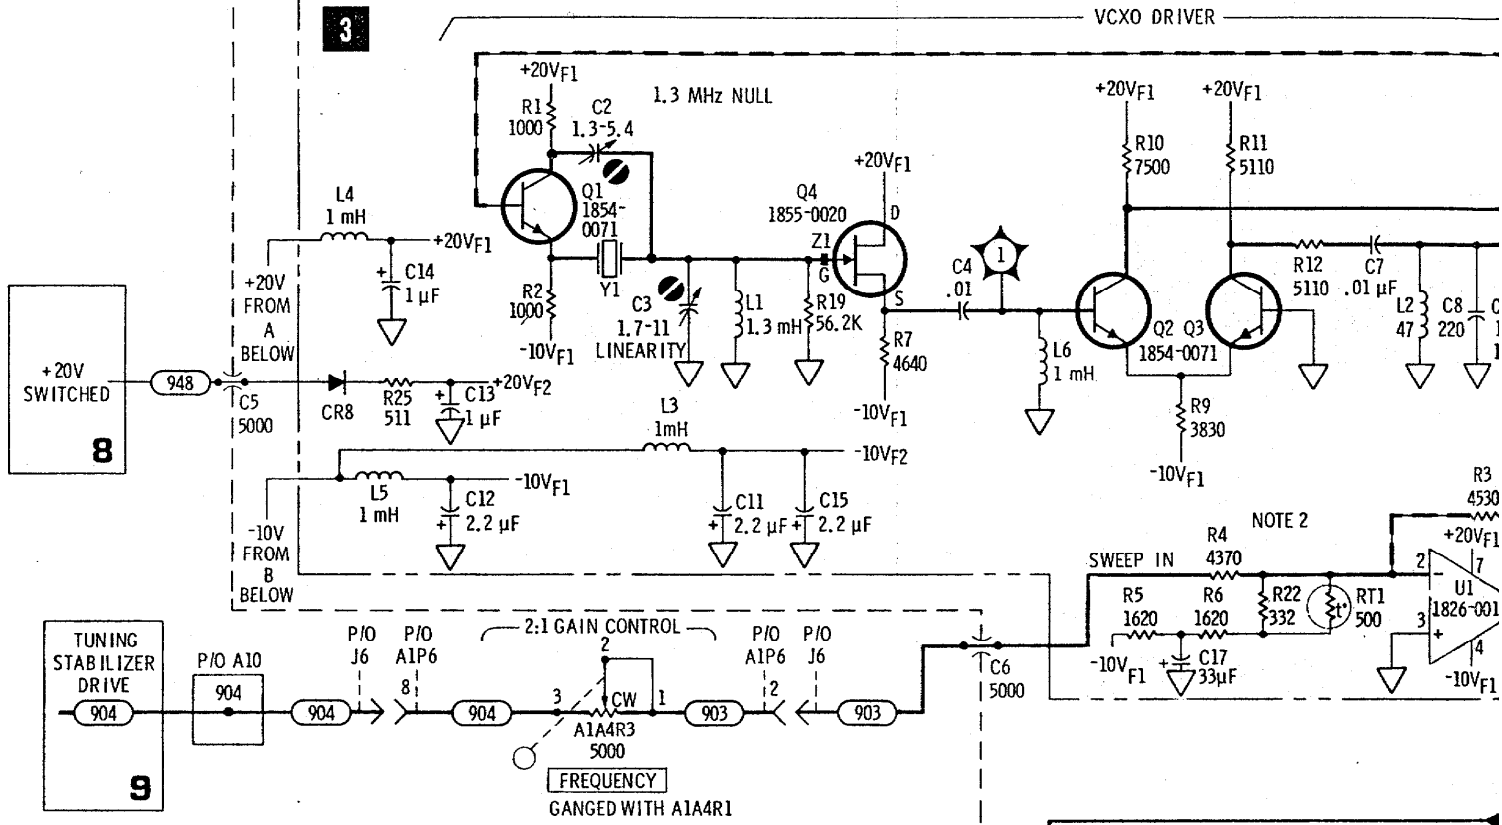 3
VCXO DRIVER
+20VF1
R1
1000
C2
1.3-5.4
1.3 MHz NULL
Q1
1854-
0071
L4
1 mH
+20VF1
C14
1 µF
+20V
FROM
A
BELOW
R2
1000
-10VF1
Y1
C3
1.7-11
LINEARITY
L1
1.3 mH
R19
56.2K
+20VF1
Q4
1855-0020
D
Z1
G
S
R7
4640
-10VF1
C4
.01
1
L6
1 mH
+20VF1
R10
7500
+20VF1
R11
5110
Q2
Q3
1854-0071
R9
3830
-10VF1
R12
5110
C7
.01 µF
L2
47
C8
220
C
1
+20V
SWITCHED
8
948
C5
5000
CR8
R25
511
C13
1 µF
+20VF2
L3
1mH
-10VF2
L5
1 mH
-10VF1
C12
2.2 µF
C11
2.2 µF
C15
2.2 µF
-10V
FROM
B
BELOW
NOTE 2
SWEEP IN
R4
4370
R3
4530
+20VF1
7
2
U1
1826-001
3
4
-10VF1
R5
1620
R6
1620
R22
332
RT1
500
t°
-10VF1
C17
33µF
TUNING
STABILIZER
DRIVE
904
9
P/O A10
904
904
P/O
J6
P/O
A1P6
8
904
2:1 GAIN CONTROL
2
3
CW
1
A1A4R3
5000
FREQUENCY
GANGED WITH A1A4R1
903
P/O
A1P6
2
P/O
J6
903
C6
5000